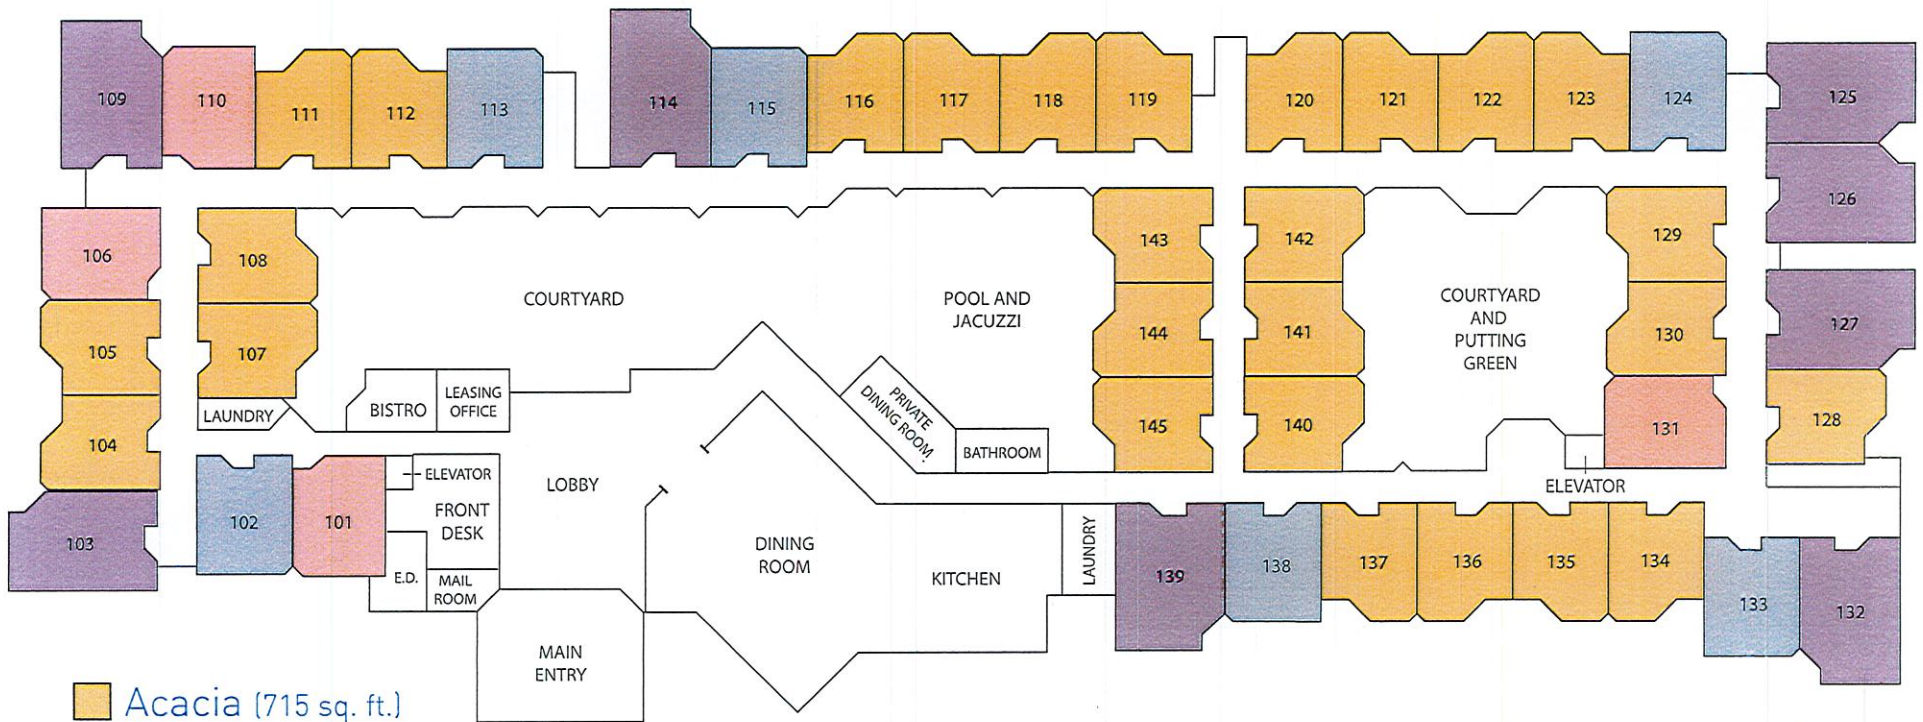 109
110
111
112
113
114
115
116
117
118
119
120
121
122
123
124
125
126
106
108
143
142
129
COURTYARD
POOL AND
JACUZZI
COURTYARD
AND
PUTTING
GREEN
105
107
144
141
130
127
LAUNDRY
BISTRO
LEASING
OFFICE
PRIVATE
DINING ROOM
BATHROOM
104
145
140
131
128
ELEVATOR
LOBBY
ELEVATOR
103
102
101
FRONT
DESK
E.D.
MAIL
ROOM
DINING
ROOM
KITCHEN
LAUNDRY
139
138
137
136
135
134
133
132
MAIN
ENTRY
Acacia (715 sq. ft.)